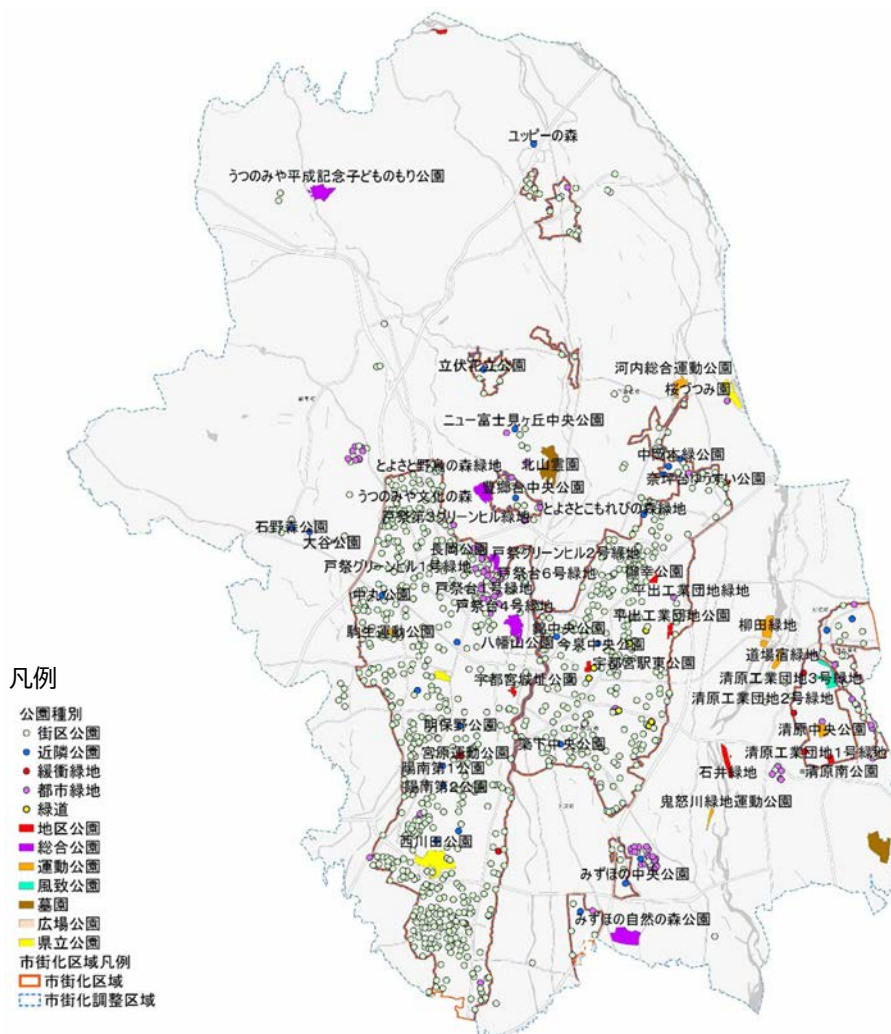 ユッピーの森
うつのみや平成記念子どものもり公園
立伏花立公園
河内総合運動公園
桜づつみ園
ニュー富士見ヶ丘中央公園
中岡本緑公園
とよさと野鳥の森緑地
北山霊園
奈坪台ゆうすい公園
豊郷台中央公園
うつのみや文化の森
とよさとこもれびの森緑地
戸祭第3グリーンヒル緑地
石野森公園
大谷公園
長岡公園
戸祭グリーンヒル2号緑地
戸祭グリーンヒル1号緑地
戸祭台6号緑地
御幸公園
戸祭台1号緑地
平出工業団地緑地
中丸公園
戸祭台4号緑地
平出工業団地公園
柳田緑地
駒生運動公園
錦中央公園
八幡山公園
今泉中央公園
道場宿緑地
宇都宮駅東公園
清原工業団地3号緑地
宇都宮城址公園
清原工業団地2号緑地
明保野公園
清原中央公園
宮原運動公園
簗下中央公園
清原工業団地1号緑地
陽南第1公園
石井緑地
清原南公園
陽南第2公園
鬼怒川緑地運動公園
西川田公園
みずほの中央公園
みずほの自然の森公園
凡例
公園種別
街区公園
近隣公園
緩衝緑地
都市緑地
緑道
地区公園
総合公園
運動公園
風致公園
墓園
広場公園
県立公園
市街化区域凡例
市街化区域
市街化調整区域